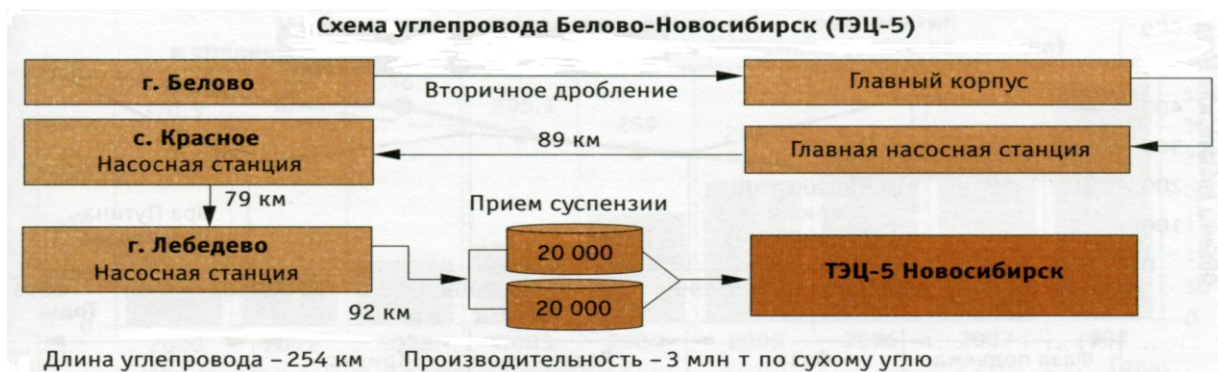 Схема углепровода Белово–Новосибирск (ТЭЦ–5)
г. Белово
Вторичное дробление
Главный корпус
Главная насосная станция
89 км
с. Красное
Насосная станция
79 км
г. Лебедево
Насосная станция
92 км
Прием суспензии
20 000
20 000
ТЭЦ–5 Новосибирск
Длина углепровода – 254 км Производительность – 3 млн т по сухому углю